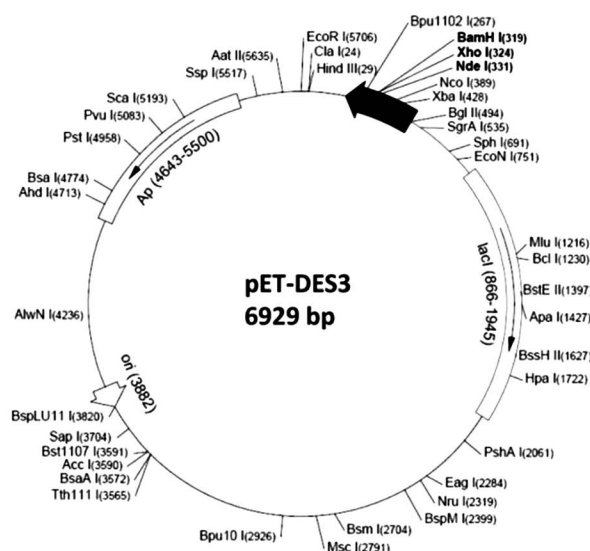 EcoR I(5706)
Cla I(24)
Hind III(29)
Bpu1102 I(267)
BamH I(319)
Xho I(324)
Nde I(331)
Nco I(389)
Xba I(428)
Bgl II(494)
SgrA I(535)
Sph I(691)
EcoN I(751)
lacI (866-1945)
Mlu I(1216)
Bcl I(1230)
BstE II(1397)
Apa I(1427)
BssH II(1627)
Hpa I(1722)
PshA I(2061)
Eag I(2284)
Nru I(2319)
BspM I(2399)
Bsm I(2704)
Msc I(2791)
Bpu10 I(2926)
Tth111 I(3565)
BsaA I(3572)
Acc I(3590)
Bst1107 I(3591)
Sap I(3704)
BspLU11 I(3820)
ori (3882)
AlwN I(4236)
Ahd I(4713)
Bsa I(4774)
Pst I(4958)
Pvu I(5083)
Sca I(5193)
Ap (4643-5500)
Ssp I(5517)
Aat II(5635)
pET-DES3
6929 bp